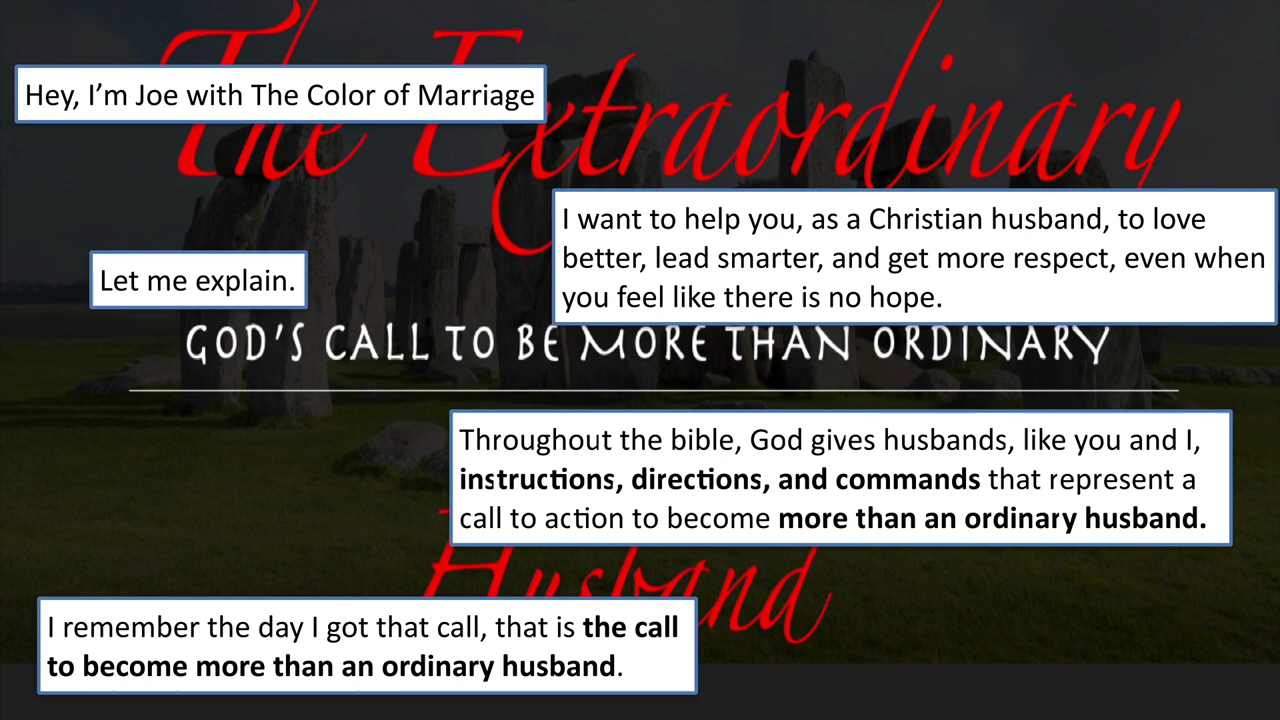 The Extraordinary
Hey, I'm Joe with The Color of Marriage
I want to help you, as a Christian husband, to love
better, lead smarter, and get more respect, even when
you feel like there is no hope.
Let me explain.
GOD'S CALL TO BE MORE THAN ORDINARY
Throughout the bible, God gives husbands, like you and I,
instructions, directions, and commands that represent a
call to action to become more than an ordinary husband.
Husband
I remember the day I got that call, that is the call
to become more than an ordinary husband.